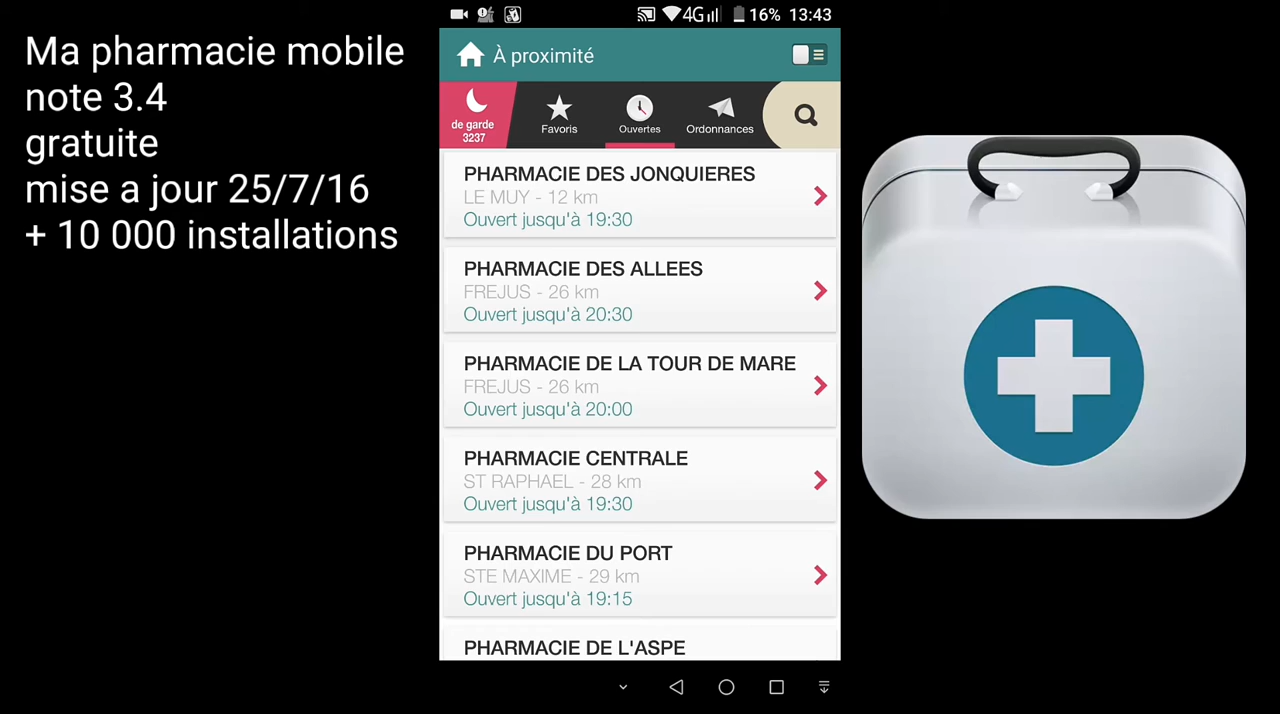 Ma pharmacie mobile
note 3.4
gratuite
mise a jour 25/7/16
+ 10 000 installations
4G 16% 13:43
À proximité
de garde
3237
Favoris
Ouvertes
Ordonnances
PHARMACIE DES JONQUIERES
LE MUY - 12 km
Ouvert jusqu'à 19:30
PHARMACIE DES ALLEES
FREJUS - 26 km
Ouvert jusqu'à 20:30
PHARMACIE DE LA TOUR DE MARE
FREJUS - 26 km
Ouvert jusqu'à 20:00
PHARMACIE CENTRALE
ST RAPHAEL - 28 km
Ouvert jusqu'à 19:30
PHARMACIE DU PORT
STE MAXIME - 29 km
Ouvert jusqu'à 19:15
PHARMACIE DE L'ASPE